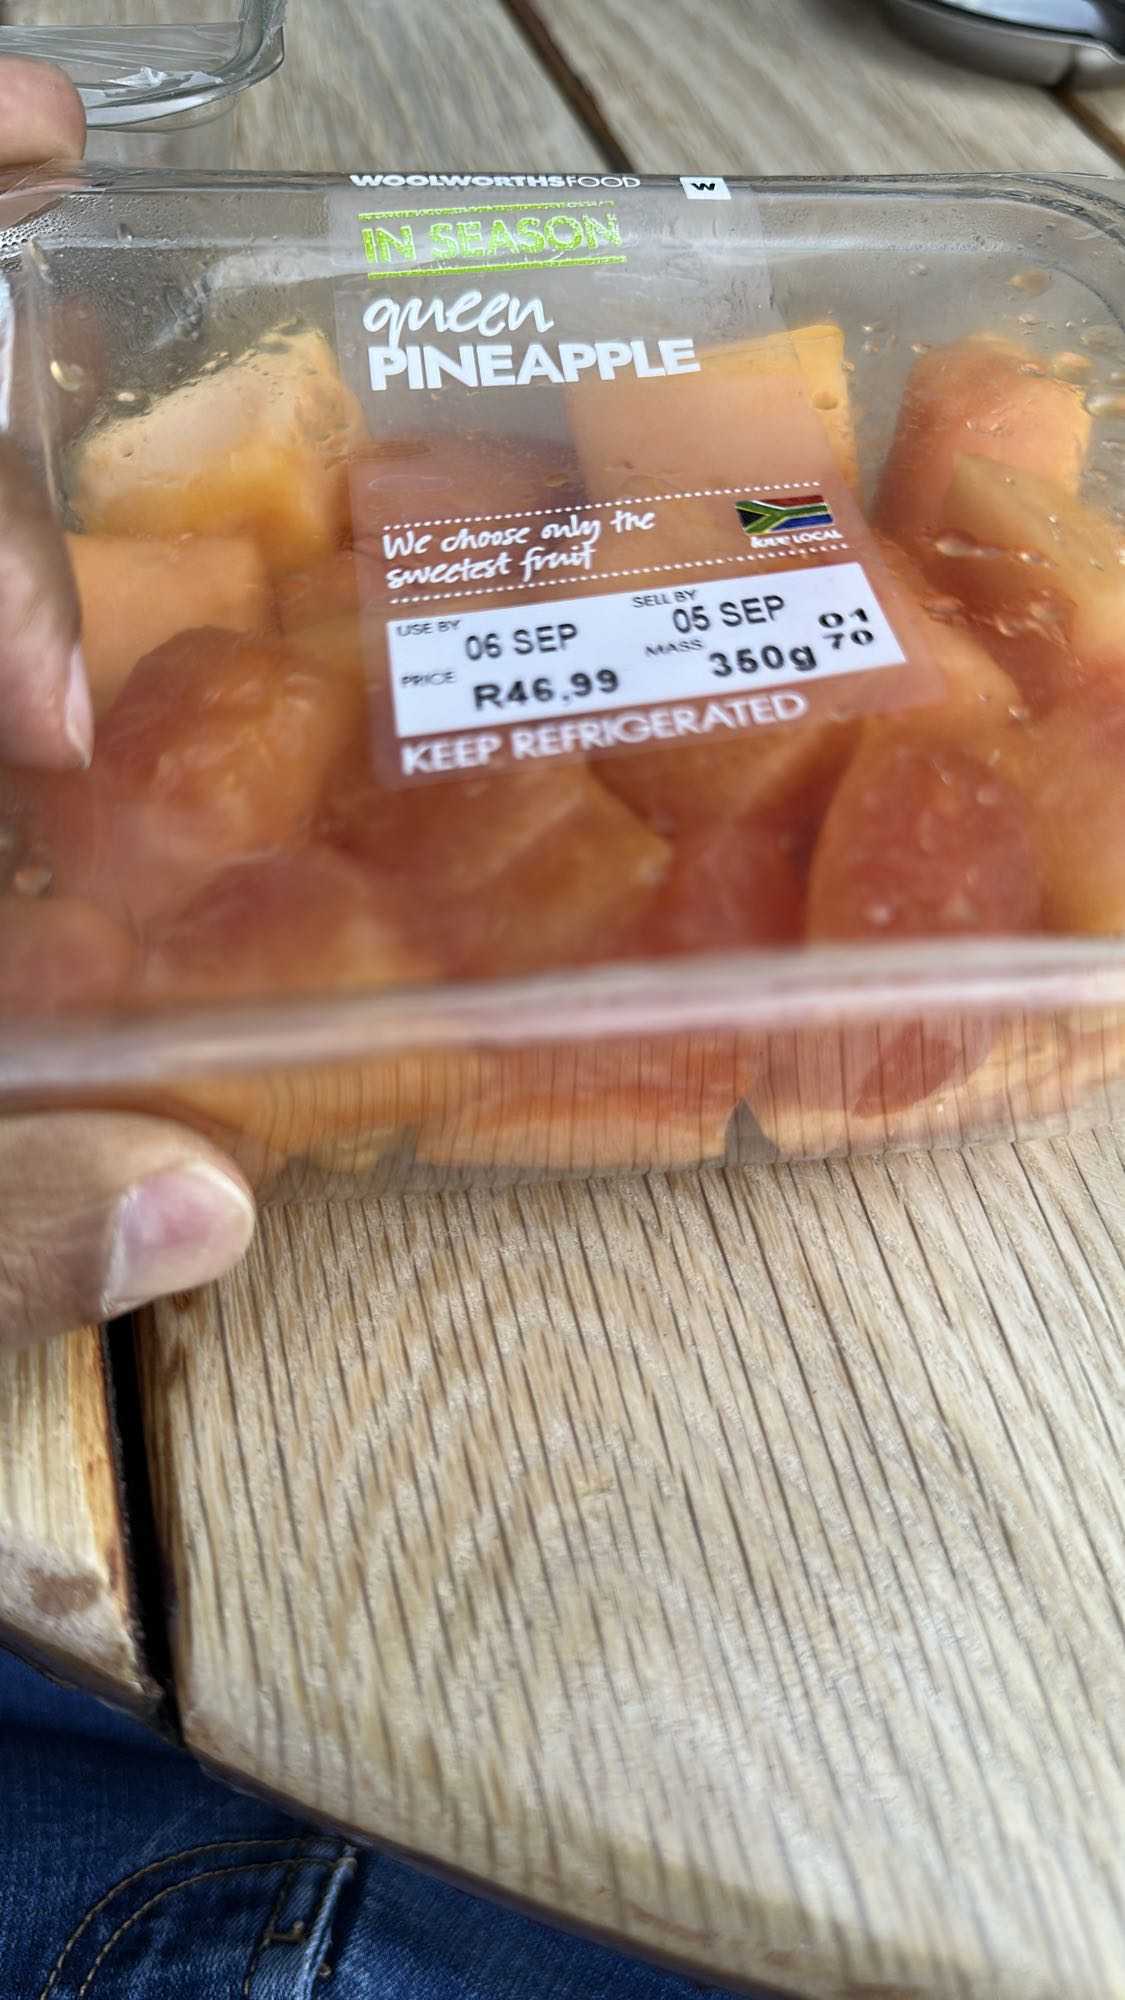 WOOLWORTHSFOOD W
IN SEASON
queen
PINEAPPLE
We choose only the
sweetest fruit
love LOCAL
USE BY 06 SEP SELL BY 05 SEP 01
PRICE R46,99 MASS 350g 70
KEEP REFRIGERATED